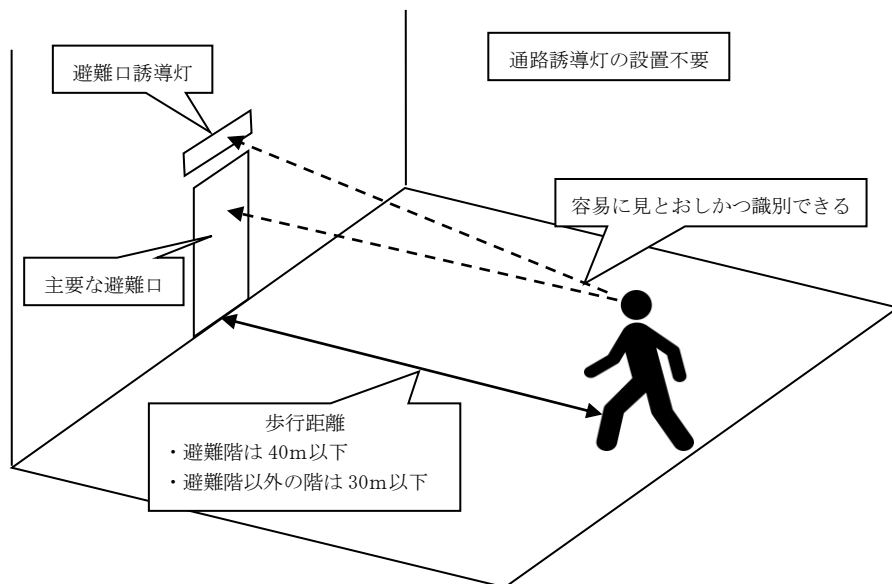 避難口誘導灯
通路誘導灯の設置不要
容易に見とおしかつ識別できる
主要な避難口
歩行距離
・避難階は 40m以下
・避難階以外の階は 30m以下